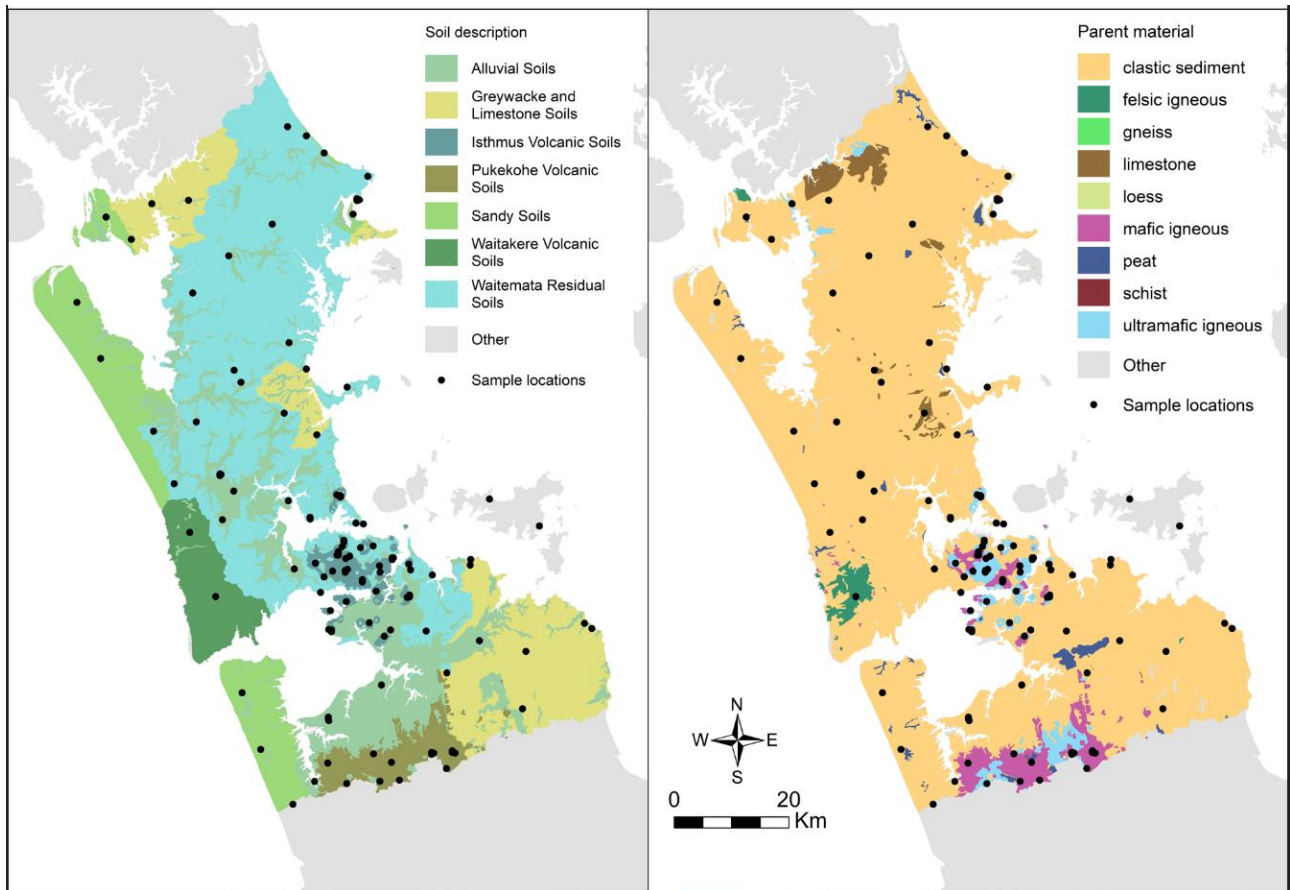 Soil description
Alluvial Soils
Greywacke and
Limestone Soils
Isthmus Volcanic Soils
Pukekohe Volcanic
Soils
Sandy Soils
Waitakere Volcanic
Soils
Waitemata Residual
Soils
Other
Sample locations
Parent material
clastic sediment
felsic igneous
gneiss
limestone
loess
mafic igneous
peat
schist
ultramafic igneous
Other
Sample locations
N
W E
S
0 20
Km